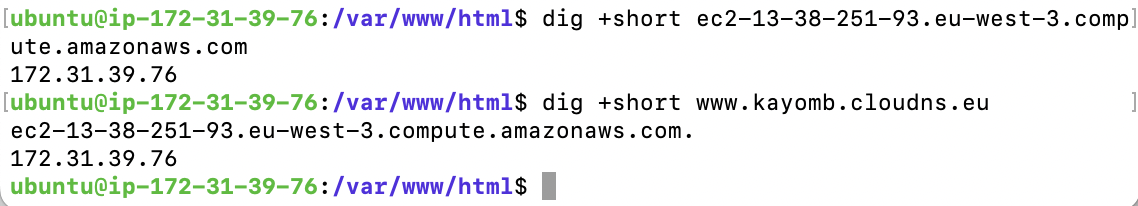 [ubuntu@ip-172-31-39-76:/var/www/html$ dig +short ec2-13-38-251-93.eu-west-3.comp]
ute.amazonaws.com
172.31.39.76
[ubuntu@ip-172-31-39-76:/var/www/html$ dig +short www.kayomb.cloudns.eu ]
ec2-13-38-251-93.eu-west-3.compute.amazonaws.com.
172.31.39.76
ubuntu@ip-172-31-39-76:/var/www/html$